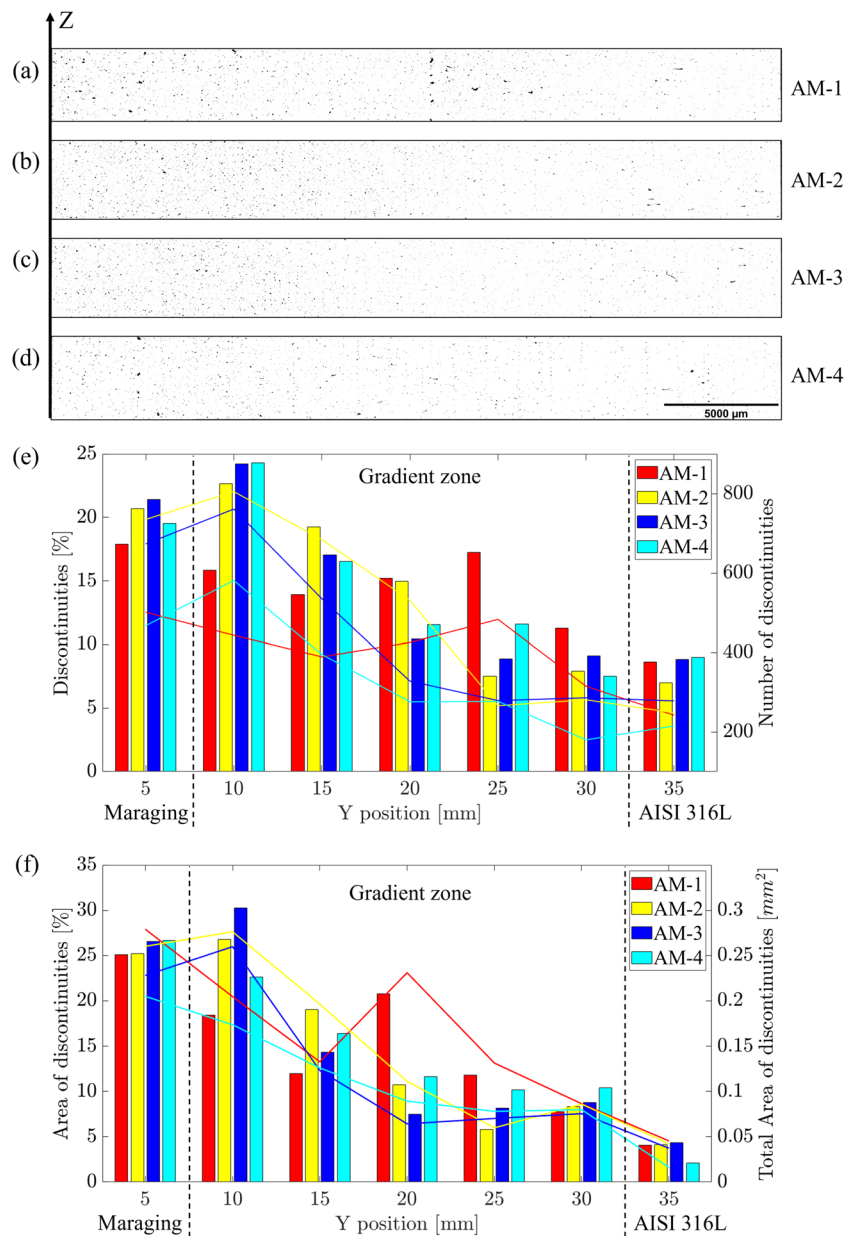 Z
(a)
AM-1
(b)
AM-2
(c)
AM-3
(d)
AM-4
5000 µm
(e)
25
20
15
10
5
0
Discontinuities [%]
Gradient zone
AM-1
AM-2
AM-3
AM-4
800
600
400
200
Number of discontinuities
5 10 15 20 25 30 35
Maraging Y position [mm] AISI 316L
(f)
35
30
25
20
15
10
5
0
Area of discontinuities [%]
Gradient zone
AM-1
AM-2
AM-3
AM-4
0.3
0.25
0.2
0.15
0.1
0.05
0
Total Area of discontinuities [mm²]
5 10 15 20 25 30 35
Maraging Y position [mm] AISI 316L